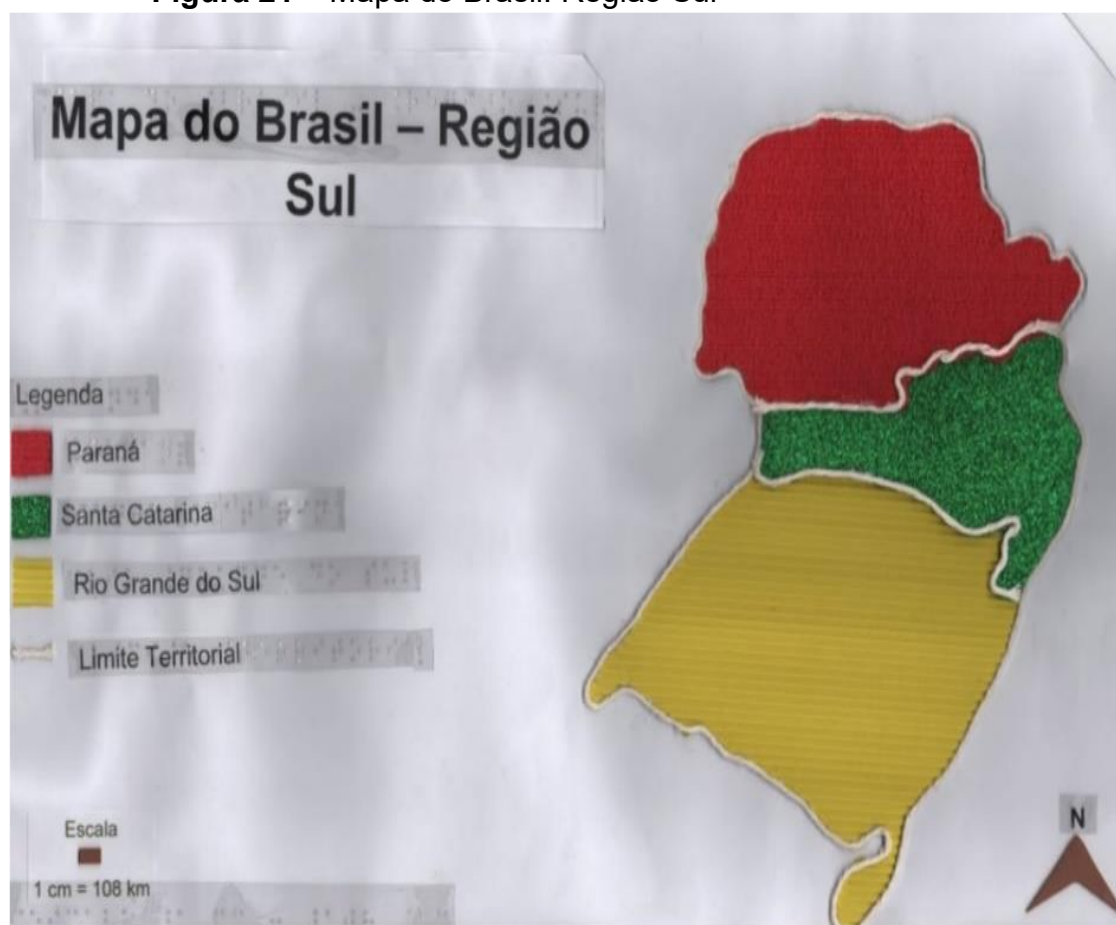 Mapa do Brasil – Região
Sul
Legenda
Paraná
Santa Catarina
Rio Grande do Sul
Limite Territorial
Escala
1 cm = 108 km
N